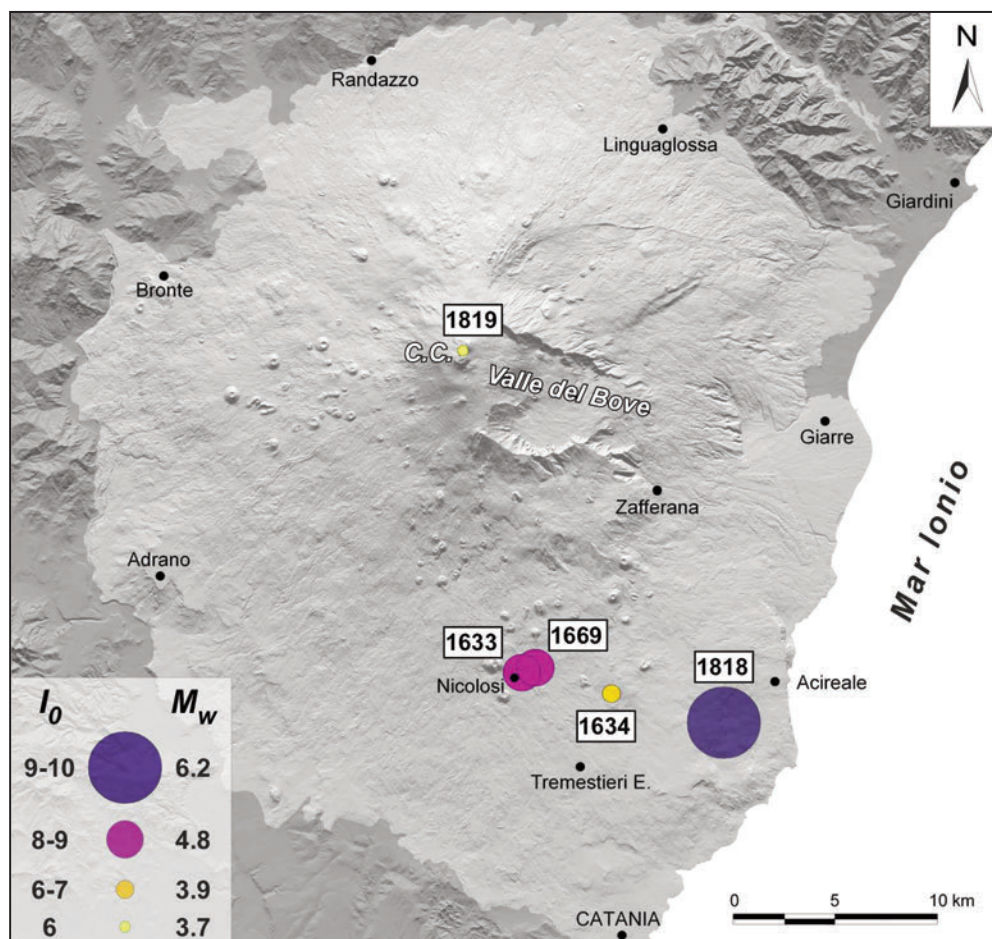 N
Randazzo
Linguaglossa
Giardini
Bronte
1819
C.C.
Valle del Bove
Giarre
Zafferana
Mar Ionio
Adrano
1633
1669
1818
Nicolosi
Acireale
1634
Tremestieri E.
I₀ M_w
9-10 6.2
8-9 4.8
6-7 3.9
6 3.7
0 5 10 km
CATANIA